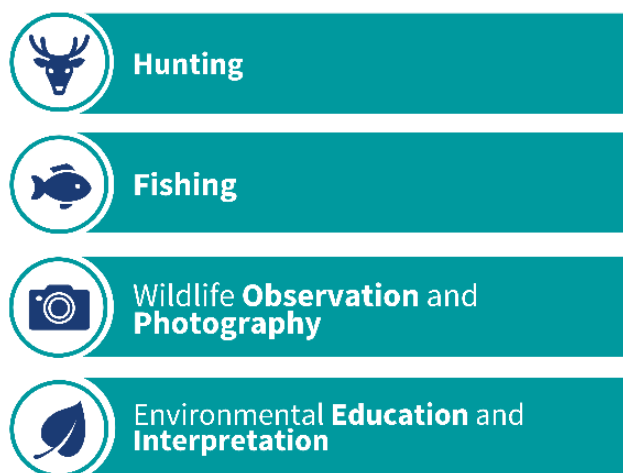 Hunting
Fishing
Wildlife Observation and
Photography
Environmental Education and
Interpretation